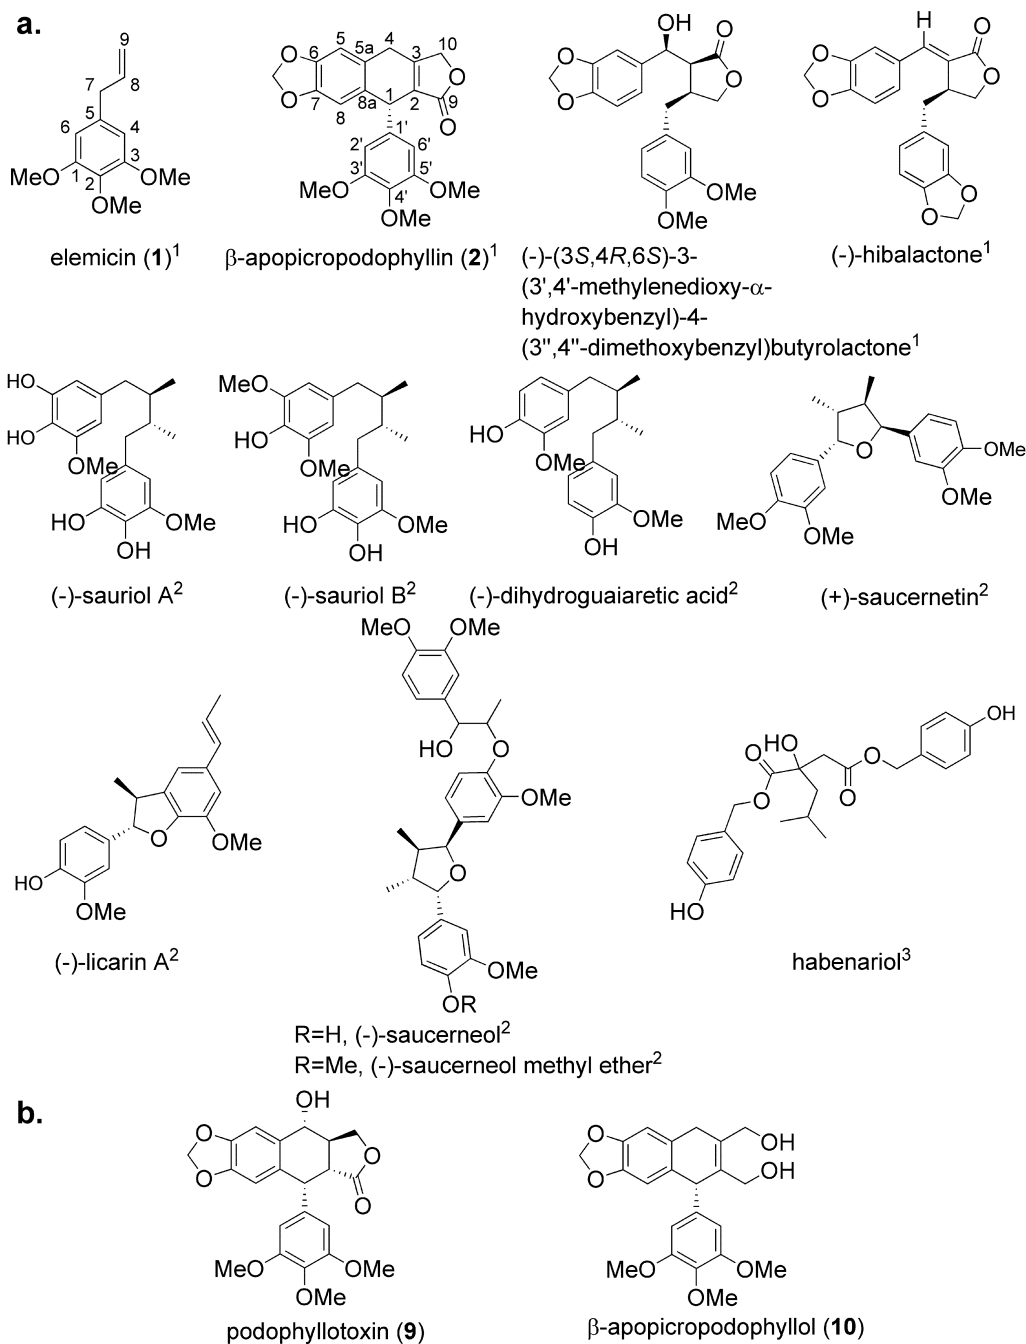 a.
9
8
7
5
6
4
1
3
2
MeO
OMe
OMe
elemicin (1)¹
O
O
5
4
10
6
5a
3
O
7
8a
1
2
9
8
O
1'
2'
6'
3'
5'
4'
MeO
OMe
OMe
β-apopicropodophyllin (2)¹
OH
O
O
O
O
OMe
OMe
(-)-(3S,4R,6S)-3-
(3',4'-methylenedioxy-α-
hydroxybenzyl)-4-
(3",4"-dimethoxybenzyl)butyrolactone¹
H
O
O
O
O
O
O
(-)-hibalactone¹
HO
HO
OMe
HO
OMe
OH
(-)-sauriol A²
MeO
HO
OMe
HO
OMe
OH
(-)-sauriol B²
HO
OMe
OMe
OH
(-)-dihydroguaiaretic acid²
O
OMe
OMe
MeO
OMe
(+)-saucernetin²
O
OMe
HO
OMe
(-)-licarin A²
MeO
OMe
HO
O
OMe
O
OMe
OR
R=H, (-)-saucerneol²
R=Me, (-)-saucerneol methyl ether²
OH
O
OH
O
O
O
HO
habenariol³
b.
OH
O
O
O
O
MeO
OMe
OMe
podophyllotoxin (9)
O
O
OH
OH
MeO
OMe
OMe
β-apopicropodophyllol (10)